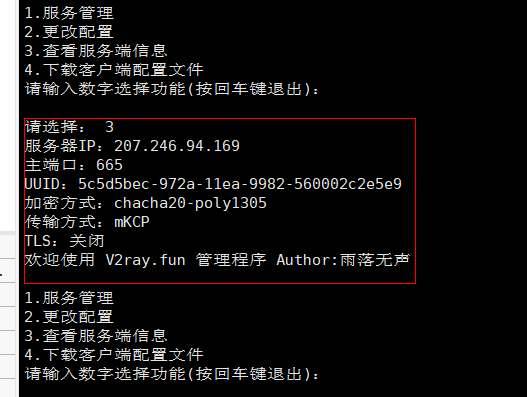 1.服务管理
2.更改配置
3.查看服务端信息
4.下载客户端配置文件
请输入数字选择功能(按回车键退出):
请选择： 3
服务器IP：207.246.94.169
主端口：665
UUID：5c5d5bec-972a-11ea-9982-560002c2e5e9
加密方式：chacha20-poly1305
传输方式：mKCP
TLS：关闭
欢迎使用 V2ray.fun 管理程序 Author:雨落无声
1.服务管理
2.更改配置
3.查看服务端信息
4.下载客户端配置文件
请输入数字选择功能(按回车键退出):